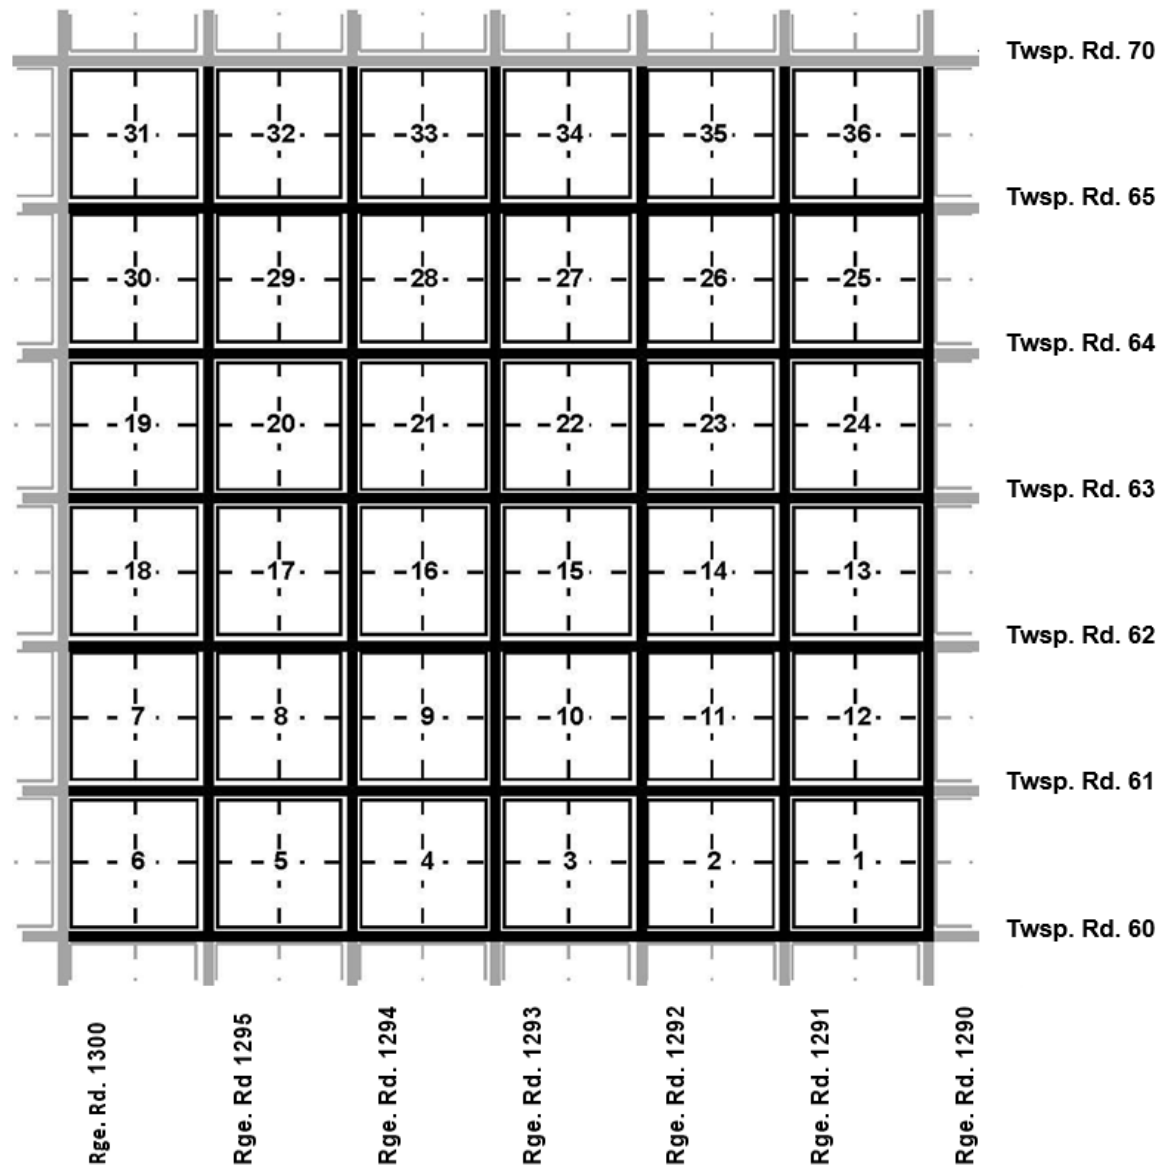 Twsp. Rd. 70
31 32 33 34 35 36
Twsp. Rd. 65
30 29 28 27 26 25
Twsp. Rd. 64
19 20 21 22 23 24
Twsp. Rd. 63
18 17 16 15 14 13
Twsp. Rd. 62
7 8 9 10 11 12
Twsp. Rd. 61
6 5 4 3 2 1
Twsp. Rd. 60
Rge. Rd. 1300
Rge. Rd 1295
Rge. Rd. 1294
Rge. Rd. 1293
Rge. Rd. 1292
Rge. Rd. 1291
Rge. Rd. 1290